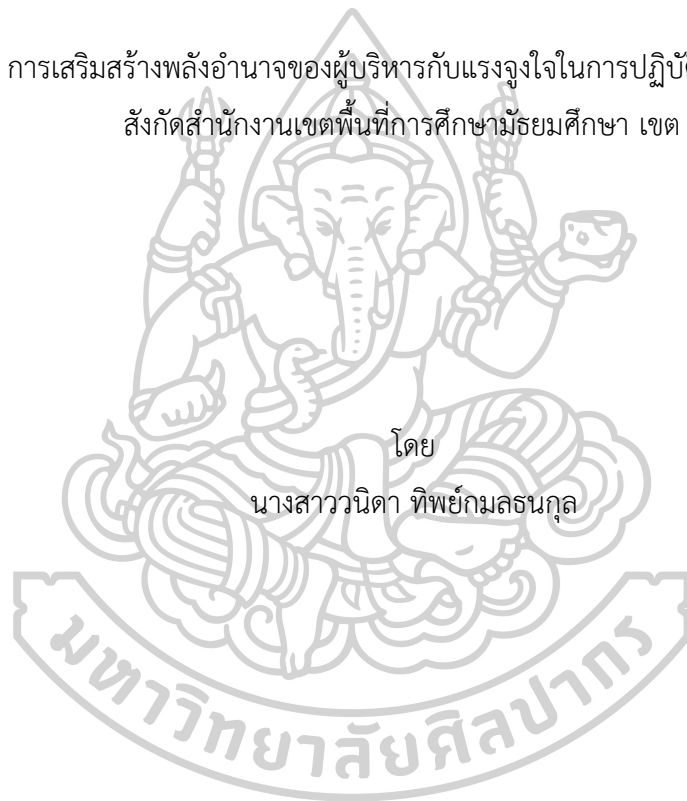 การเสริมสร้างพลังอำนาจของผู้บริหารกับแรงจูงใจในการปฏิบั
สังกัดสำนักงานเขตพื้นที่การศึกษามัธยมศึกษา เขต
โดย
นางสาววนิดา ทิพย์กมลธนกุล
มหาวิทยาลัยศิลปากร